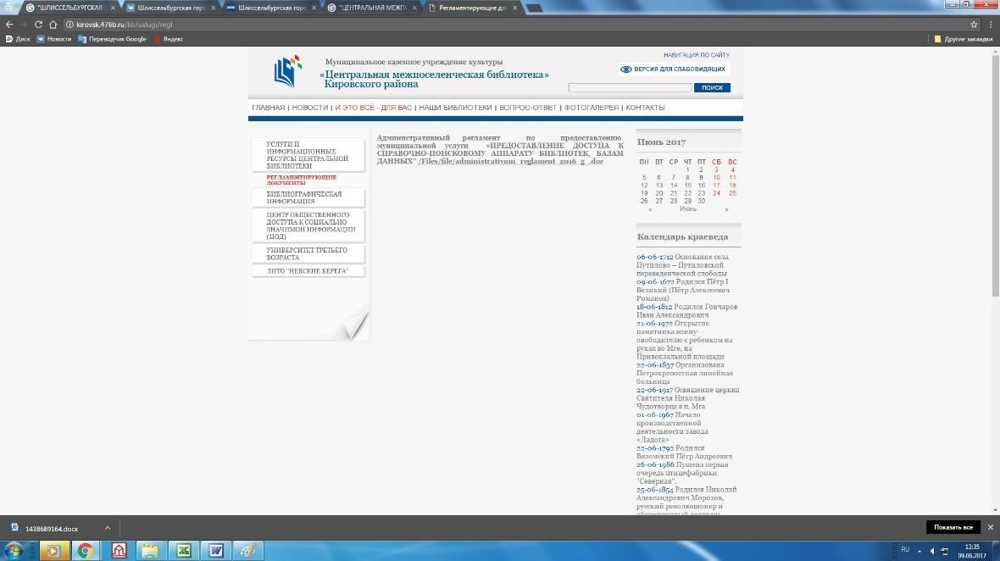 "ШЛИССЕЛЬБУРГСКАЯ
Шлиссельбургская гор
Шлиссельбургская горо
"ЦЕНТРАЛЬНАЯ МЕЖП
Регламентирующие до
kirovsk.47lib.ru/lib/uslugi/regl
Диск
Новости
Переводчик Google
Яндекс
Другие закладки
Муниципальное казенное учреждение культуры
«Центральная межпоселенческая библиотека»
Кировского района
НАВИГАЦИЯ ПО САЙТУ
ВЕРСИЯ ДЛЯ СЛАБОВИДЯЩИХ
ПОИСК
ГЛАВНАЯ | НОВОСТИ | И ЭТО ВСЁ - ДЛЯ ВАС | НАШИ БИБЛИОТЕКИ | ВОПРОС-ОТВЕТ | ФОТОГАЛЕРЕЯ | КОНТАКТЫ
УСЛУГИ И
ИНФОРМАЦИОННЫЕ
РЕСУРСЫ ЦЕНТРАЛЬНОЙ
БИБЛИОТЕКИ
РЕГЛАМЕНТИРУЮЩИЕ
ДОКУМЕНТЫ
БИБЛИОГРАФИЧЕСКАЯ
ИНФОРМАЦИЯ
ЦЕНТР ОБЩЕСТВЕННОГО
ДОСТУПА К СОЦИАЛЬНО
ЗНАЧИМОЙ ИНФОРМАЦИИ
(ЦОД)
УНИВЕРСИТЕТ ТРЕТЬЕГО
ВОЗРАСТА
ЛИТО "НЕВСКИЕ БЕРЕГА"
Административный регламент по предоставлению
муниципальной услуги «ПРЕДОСТАВЛЕНИЕ ДОСТУПА К
СПРАВОЧНО-ПОИСКОВОМУ АППАРАТУ БИБЛИОТЕК, БАЗАМ
ДАННЫХ" /Files/file/administrativnui_reglament_2016_g_.doc
Июнь 2017
ПН ВТ СР ЧТ ПТ СБ ВС
1 2 3 4
5 6 7 8 9 10 11
12 13 14 15 16 17 18
19 20 21 22 23 24 25
26 27 28 29 30
« Июнь »
Календарь краеведа
06-06-1712 Основание села
Путилово – Путиловской
переведенческой слободы
09-06-1672 Родился Пётр I
Великий (Пётр Алексеевич
Романов)
18-06-1812 Родился Гончаров
Иван Александрович
21-06-1972 Открытие
памятника воину-
овободителю с ребенком на
руках во Мге, на
Привокзальной площади
22-06-1837 Организована
Петрокрепостная линейная
больница
22-06-1917 Освящение церкви
Святителя Николая
Чудотворца в п. Мга
01-06-1967 Начало
производственной
деятельности завода
«Ладога»
22-06-1792 Родился
Вяземский Пётр Андреевич
26-06-1986 Пущена первая
очередь птицефабрики
"Северная".
25-06-1854 Родился Николай
Александрович Морозов,
русский революционер и
1438689164.docx
Показать все
RU
13:35
09.06.2017